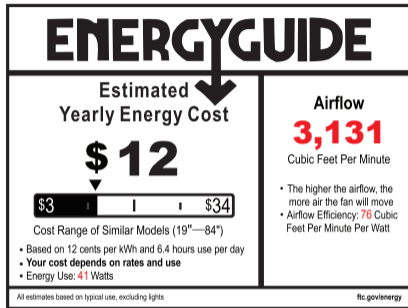 ENERGYGUIDE
Estimated
Yearly Energy Cost
$ 12
$3 $34
Cost Range of Similar Models (19"—84")
• Based on 12 cents per kWh and 6.4 hours use per day
• Your cost depends on rates and use
• Energy Use: 41 Watts
Airflow
3,131
Cubic Feet Per Minute
• The higher the airflow, the
more air the fan will move
• Airflow Efficiency: 76 Cubic
Feet Per Minute Per Watt
All estimates based on typical use, excluding lights
ftc.gov/energy